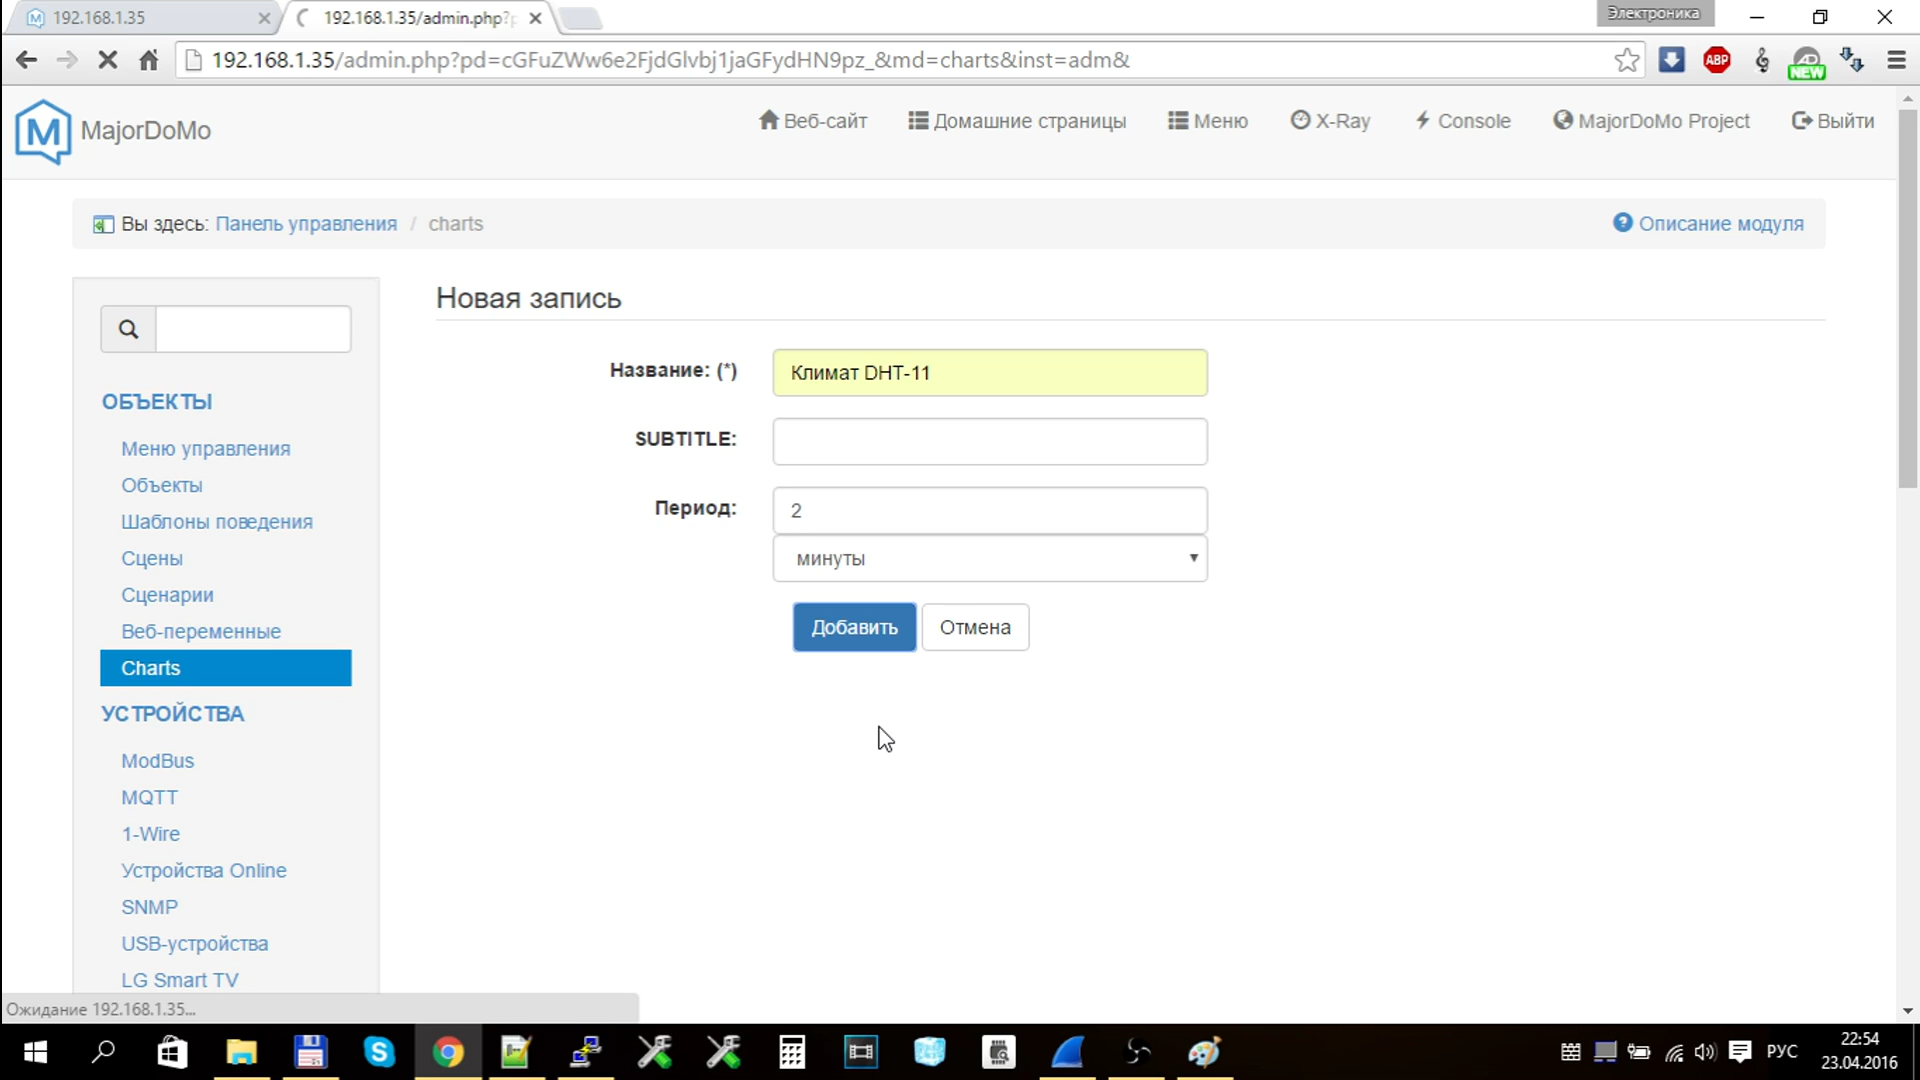 192.168.1.35
192.168.1.35/admin.php?p
Электроника
192.168.1.35/admin.php?pd=cGFuZWw6e2FjdGlvbj1jaGFydHN9pz_&md=charts&inst=adm&
ABP
NEW
M MajorDoMo
Веб-сайт
Домашние страницы
Меню
X-Ray
Console
MajorDoMo Project
Выйти
Вы здесь: Панель управления / charts
Описание модуля
Новая запись
Название: (*)
Климат DHT-11
SUBTITLE:
Период:
2
минуты
Добавить
Отмена
ОБЪЕКТЫ
Меню управления
Объекты
Шаблоны поведения
Сцены
Сценарии
Веб-переменные
Charts
УСТРОЙСТВА
ModBus
MQTT
1-Wire
Устройства Online
SNMP
USB-устройства
LG Smart TV
Ожидание 192.168.1.35...
РУС
22:54
23.04.2016